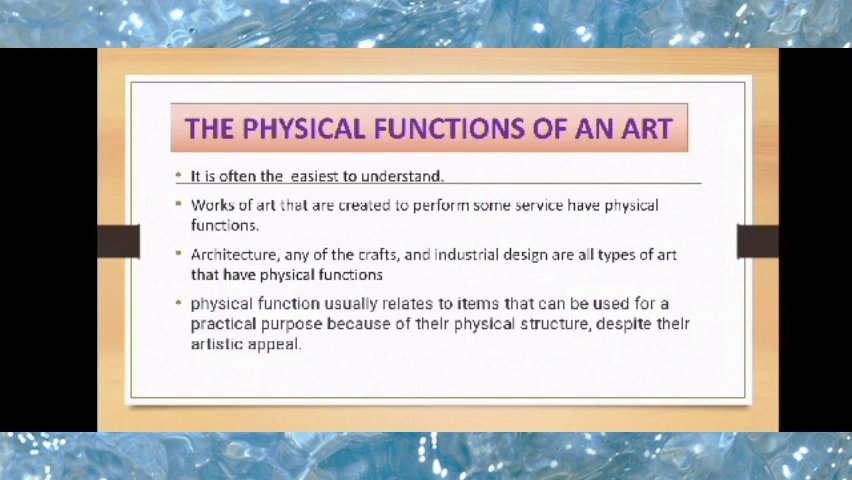 THE PHYSICAL FUNCTIONS OF AN ART
• It is often the easiest to understand.
• Works of art that are created to perform some service have physical
functions.
• Architecture, any of the crafts, and industrial design are all types of art
that have physical functions
• physical function usually relates to items that can be used for a
practical purpose because of their physical structure, despite their
artistic appeal.